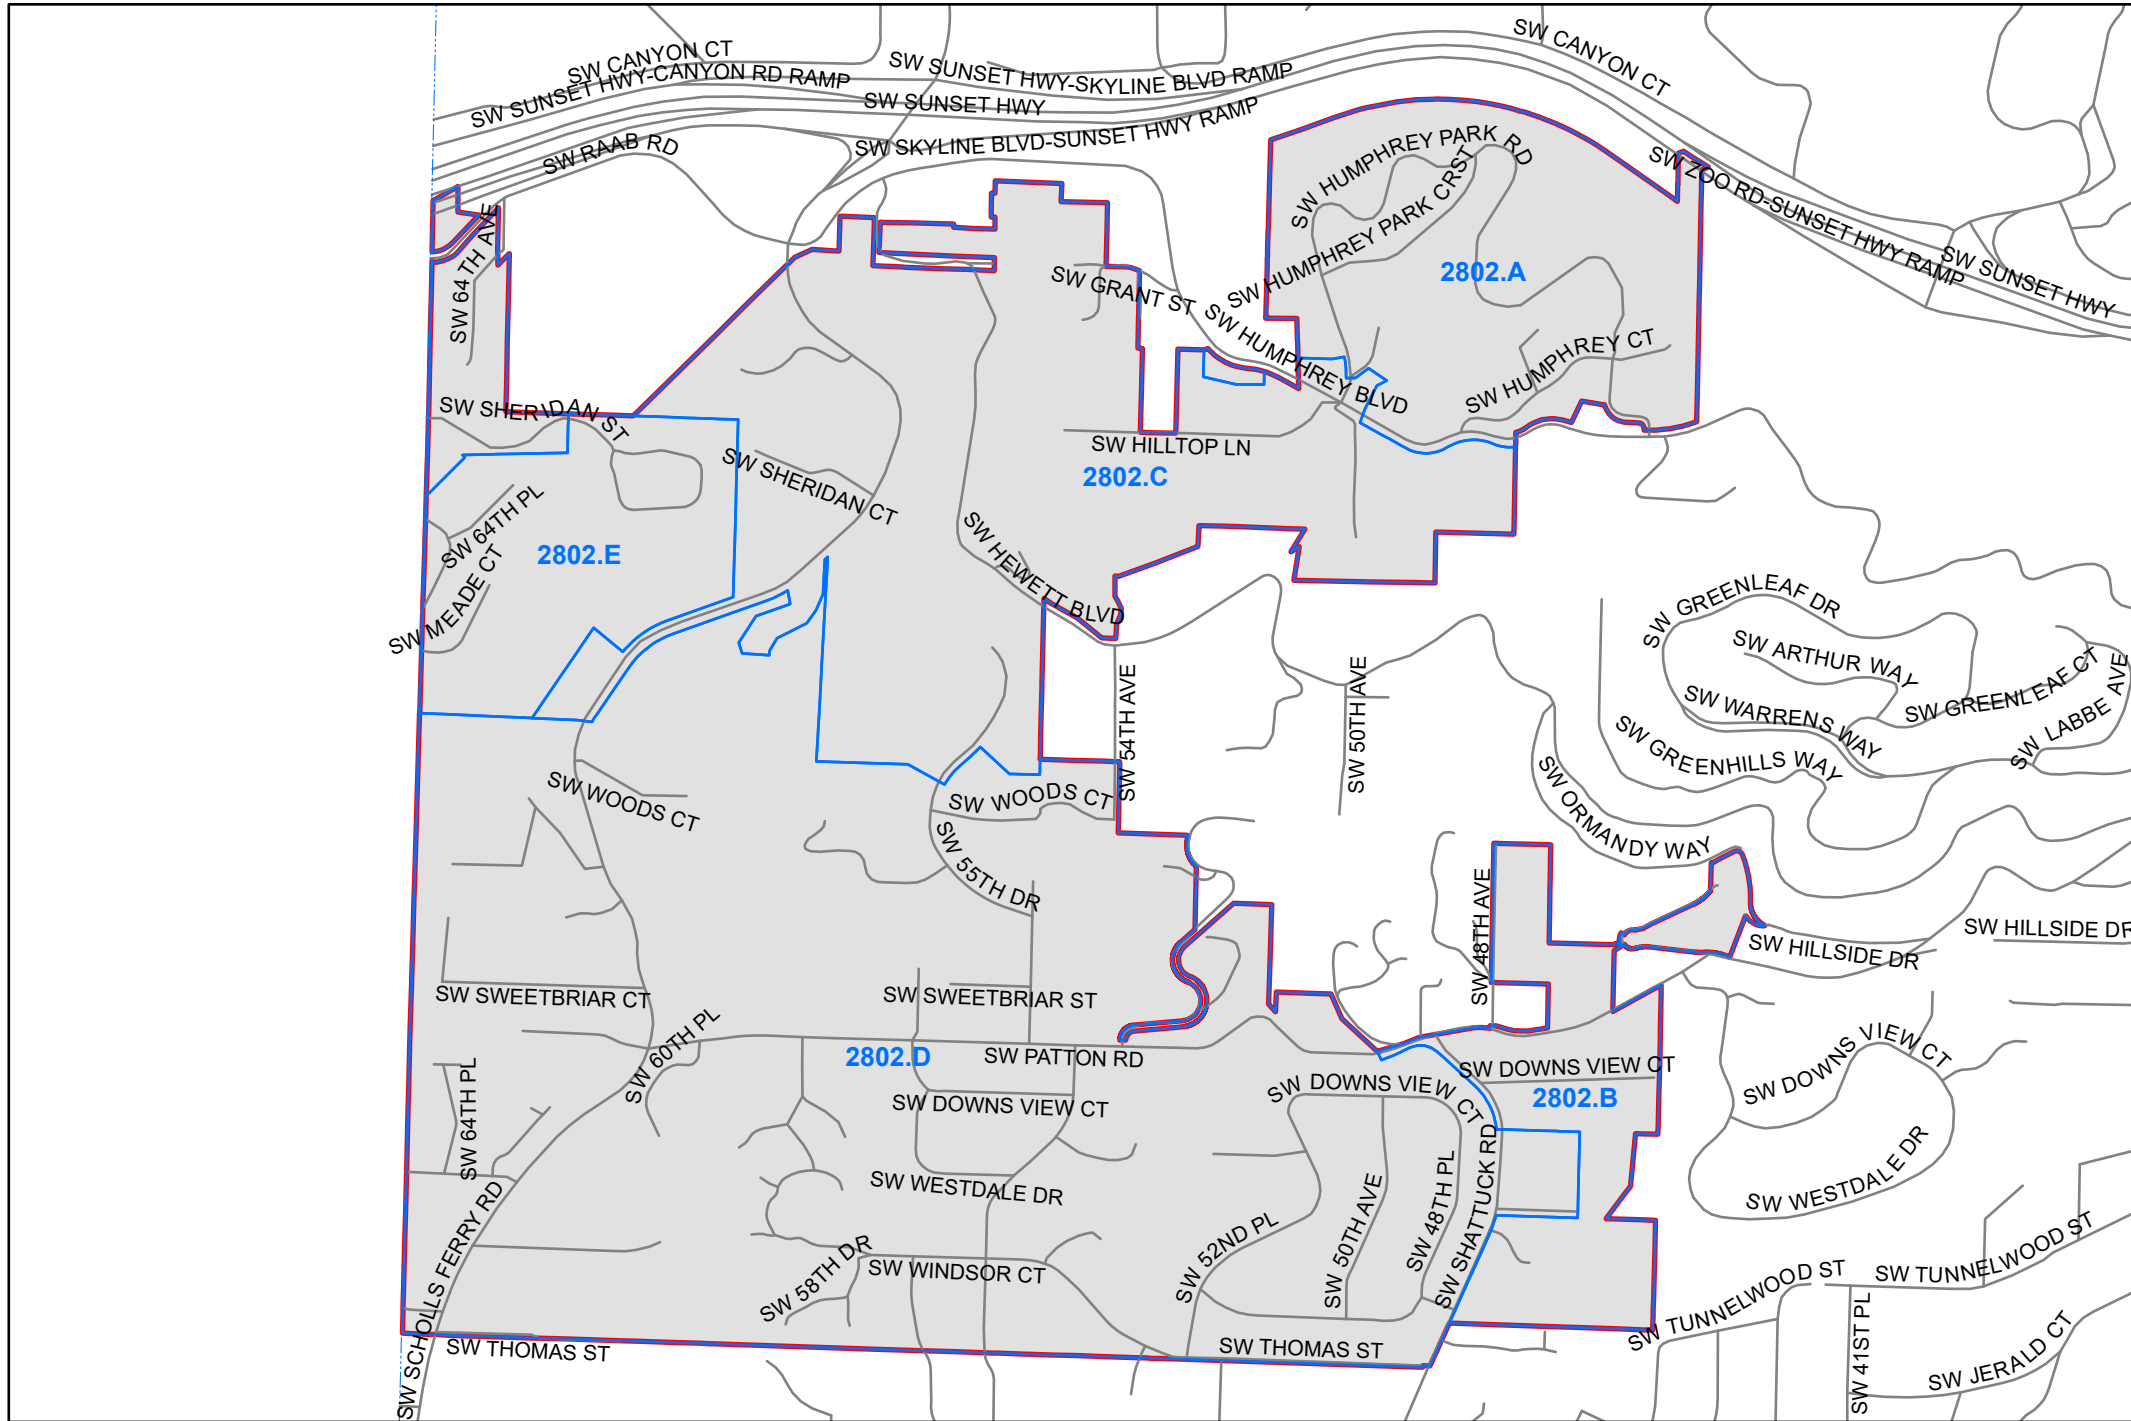 SW CANYON CT
SW CANYON CT
SW SUNSET HWY-CANYON RD RAMP
SW SUNSET HWY-SKYLINE BLVD RAMP
SW SUNSET HWY
SW SKYLINE BLVD-SUNSET HWY RAMP
SW RAAB RD
SW HUMPHREY PARK RD
SW HUMPHREY PARK CRST
SW ZOO RD-SUNSET HWY RAMP
SW SUNSET HWY
2802.A
SW 64 TH AVE
SW GRANT ST
SW HUMPHREY BLVD
SW HUMPHREY CT
SW SHERIDAN ST
SW SHERIDAN CT
SW HILLTOP LN
2802.C
SW 64TH PL
2802.E
SW MEADE CT
SW HEWETT BLVD
SW GREENLEAF DR
SW ARTHUR WAY
SW GREENLEAF CT
SW LABBE AVE
SW WARRENS WAY
SW GREENHILLS WAY
SW 54TH AVE
SW 50TH AVE
SW ORMANDY WAY
SW WOODS CT
SW WOODS CT
SW 55TH DR
SW 48TH AVE
SW HILLSIDE DR
SW HILLSIDE DR
SW SWEETBRIAR CT
SW SWEETBRIAR ST
SW 60TH PL
2802.D
SW PATTON RD
SW DOWNS VIEW CT
SW DOWNS VIEW CT
SW DOWNS VIEW CT
SW DOWNS VIEW CT
2802.B
SW 64TH PL
SW WESTDALE DR
SW WESTDALE DR
SW SCHOLLS FERRY RD
SW 58TH DR
SW WINDSOR CT
SW 52ND PL
SW 50TH AVE
SW 48TH PL
SW SHATTUCK RD
SW TUNNELWOOD ST
SW TUNNELWOOD ST
SW 41ST PL
SW JERALD CT
SW THOMAS ST
SW THOMAS ST